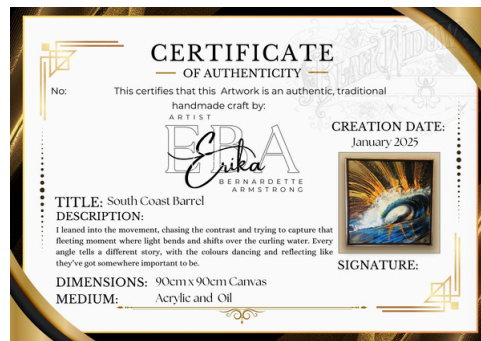 CERTIFICATE
OF AUTHENTICITY
No:
This certifies that this Artwork is an authentic, traditional
handmade craft by:
ARTIST
EBA
Erika
BERNARDETTE
ARMSTRONG
CREATION DATE:
January 2025
TITLE: South Coast Barrel
DESCRIPTION:
I leaned into the movement, chasing the contrast and trying to capture that
fleeting moment where light bends and shifts over the curling water. Every
angle tells a different story, with the colours dancing and reflecting like
they've got somewhere important to be.
SIGNATURE:
DIMENSIONS: 90cm x 90cm Canvas
MEDIUM: Acrylic and Oil